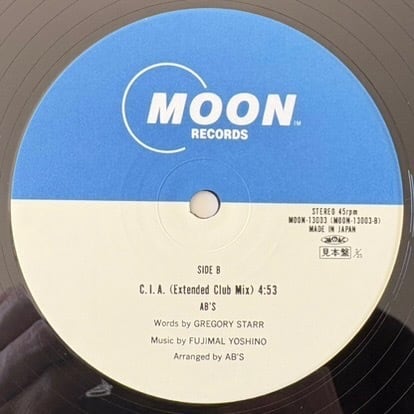 MOON
TM
RECORDS
STEREO 45rpm
MOON-13003 (MOON-13003-B)
MADE IN JAPAN
見本盤
SIDE B
C.I.A. (Extended Club Mix) 4:53
AB'S
Words by GREGORY STARR
Music by FUJIMAL YOSHINO
Arranged by AB'S